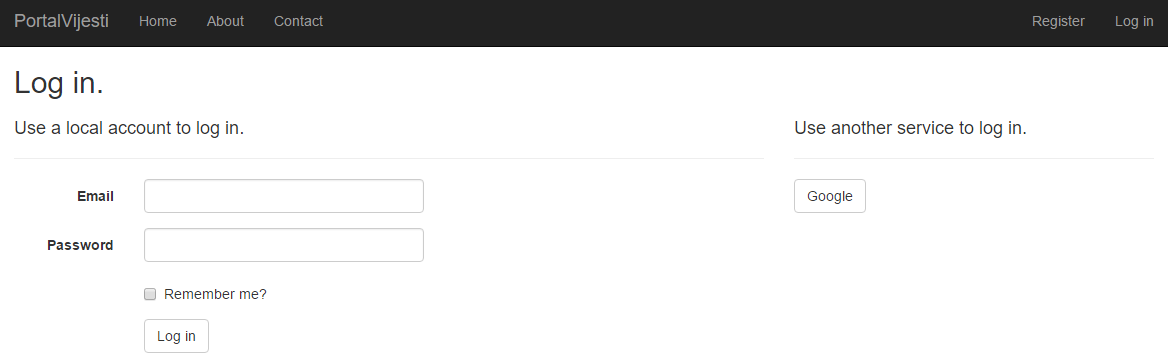 PortalVijesti Home About Contact Register Log in
Log in.
Use a local account to log in.
Use another service to log in.
Email
Google
Password
Remember me?
Log in